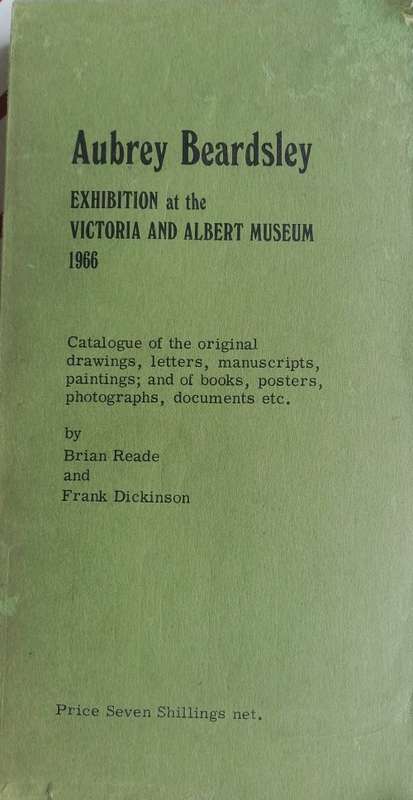 Aubrey Beardsley
EXHIBITION at the
VICTORIA AND ALBERT MUSEUM
1966
Catalogue of the original
drawings, letters, manuscripts,
paintings; and of books, posters,
photographs, documents etc.
by
Brian Reade
and
Frank Dickinson
Price Seven Shillings net.